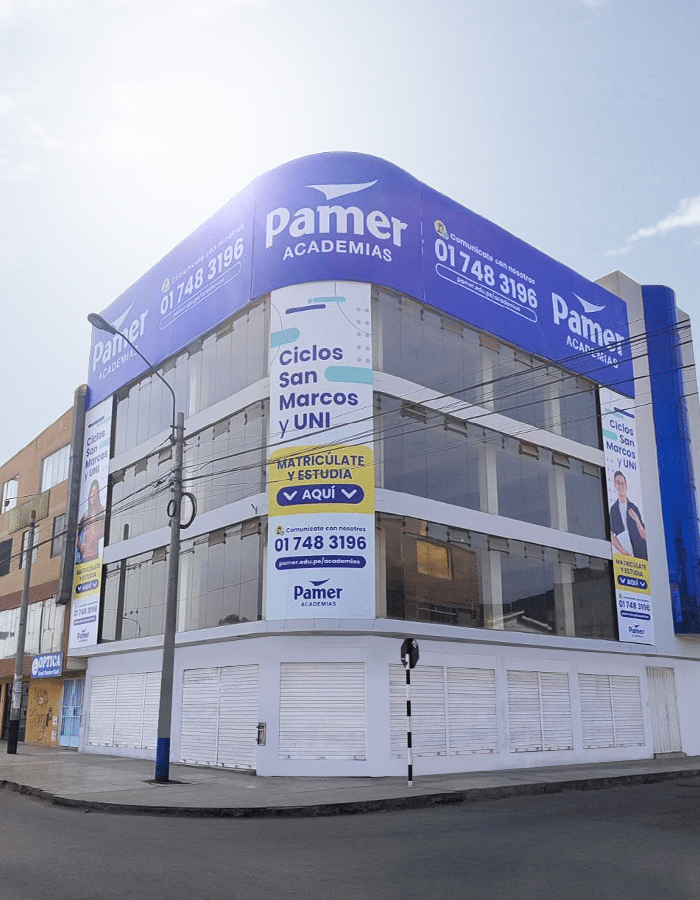 Pamer
ACADEMIAS
Comunícate con nosotros
01 748 3196
pamer.edu.pe/academias
Pamer
ACADEMIAS
Comunícate con nosotros
01 748 3196
pamer.edu.pe/academias
Pamer
ACADEMIAS
Ciclos
San
Marcos
y UNI
MATRICÚLATE
Y ESTUDIA
AQUÍ
Comunícate con nosotros
01 748 3196
pamer.edu.pe/academias
Pamer
ACADEMIAS
Ciclos
San
Marcos
y UNI
AQUÍ
01 748 3196
Pamer
Ciclos
San
Marcos
y UNI
MATRICÚLATE
Y ESTUDIA
AQUÍ
01 748 3196
Pamer
OPTICA